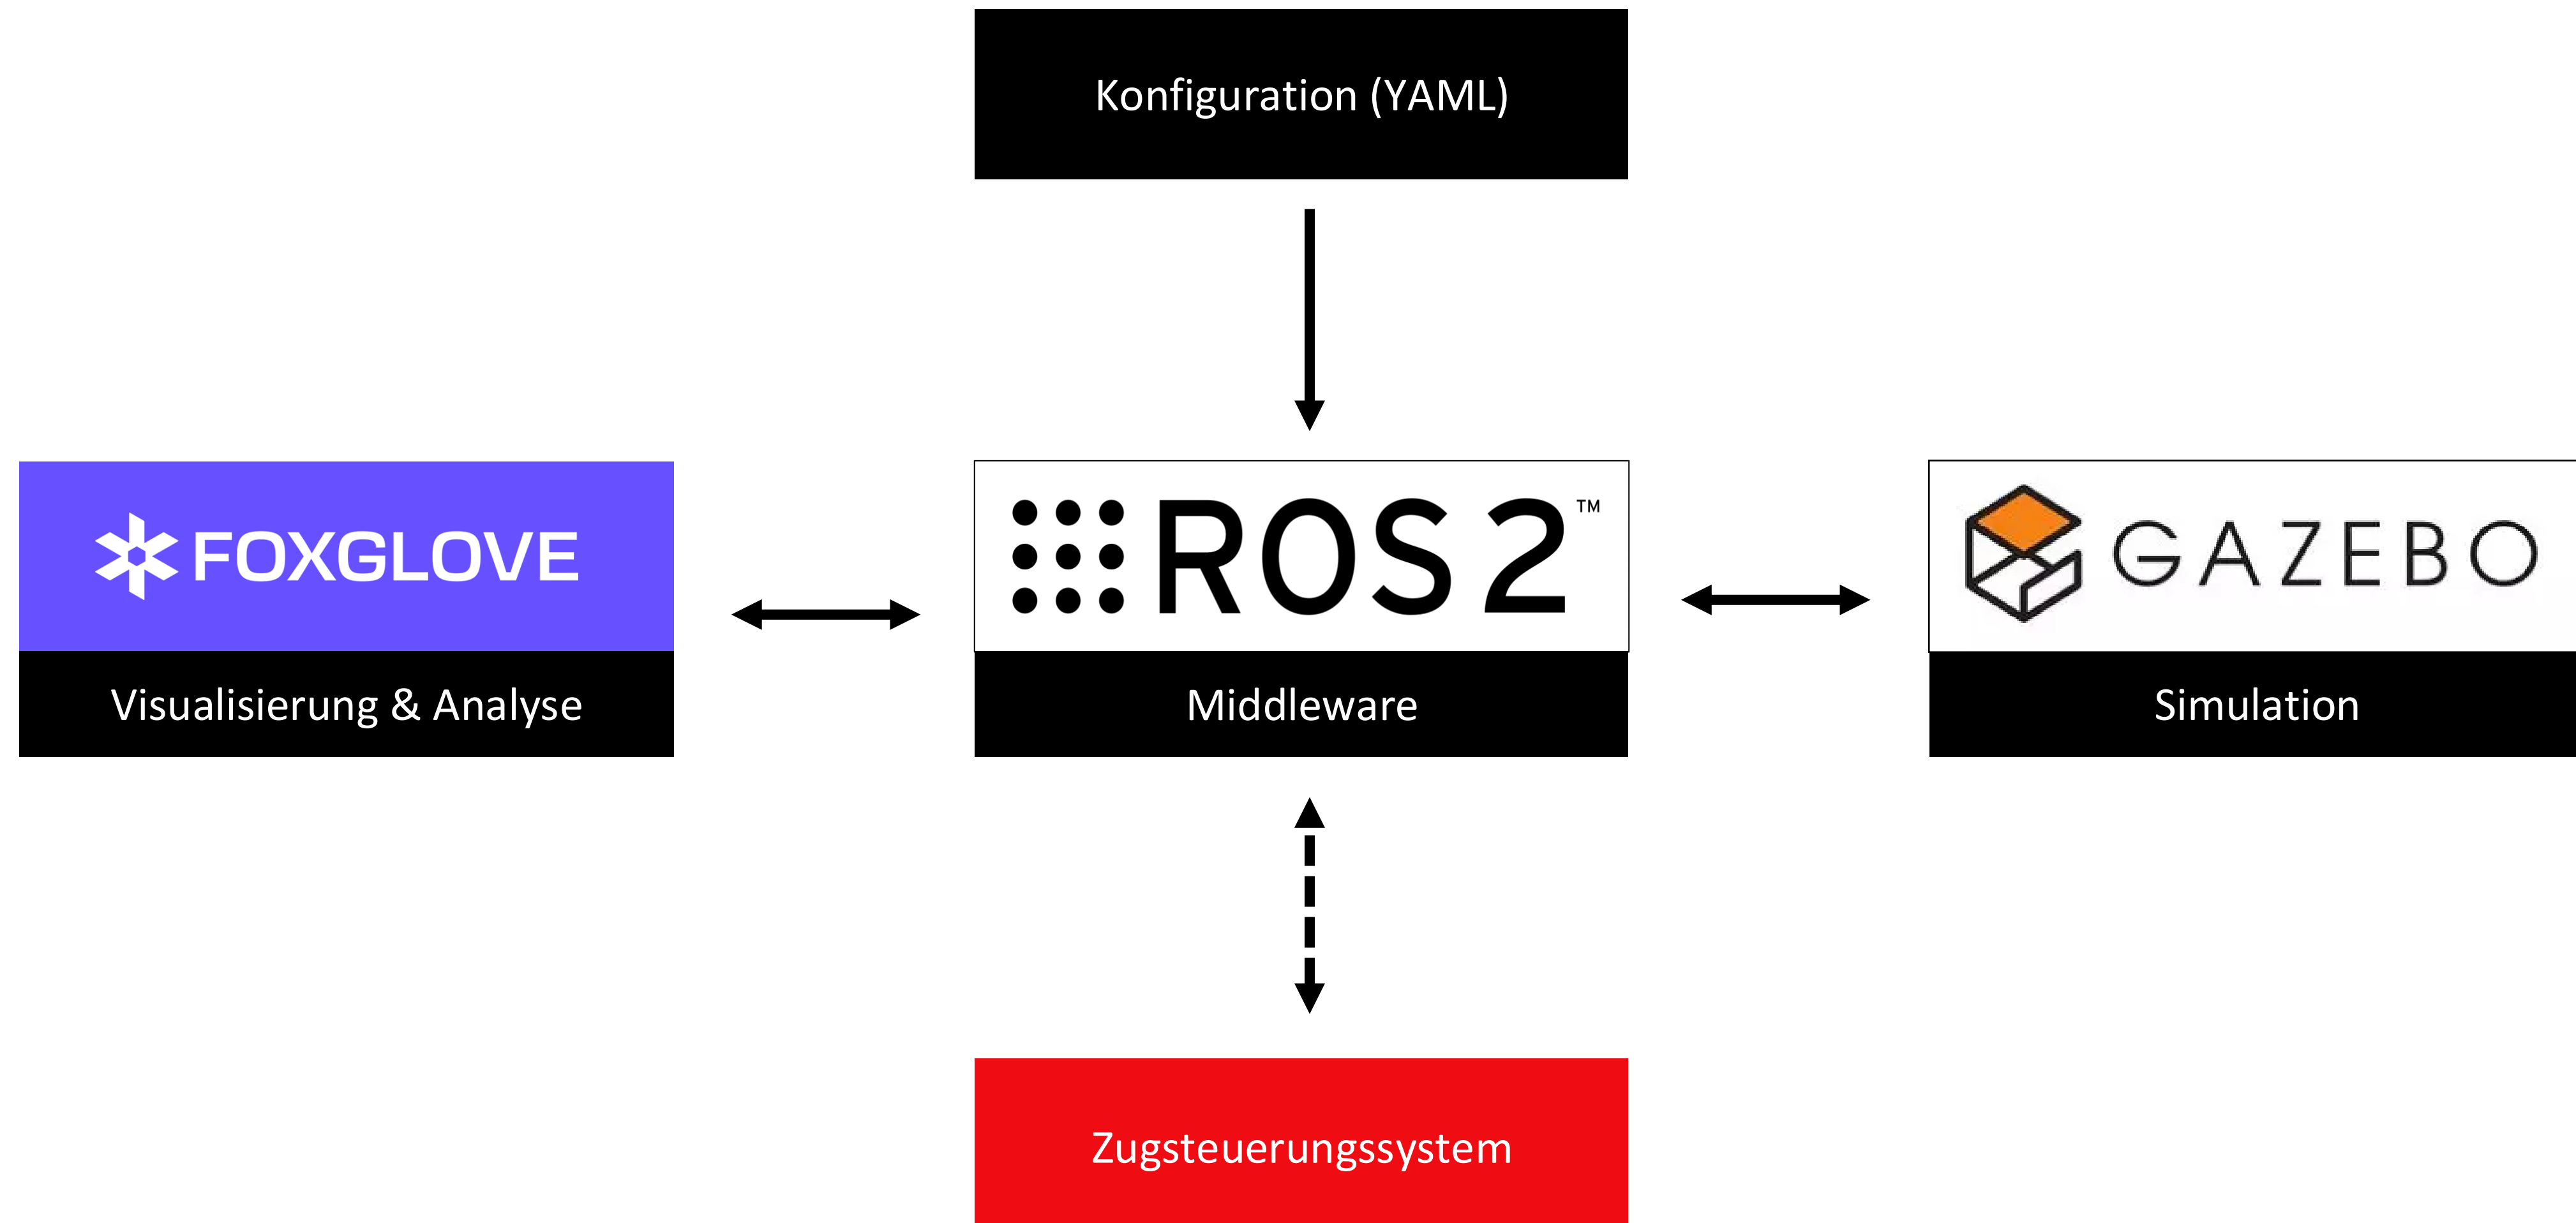 Konfiguration (YAML)
FOXGLOVE
ROS 2™
GAZEBO
Visualisierung & Analyse
Middleware
Simulation
Zugsteuerungssystem